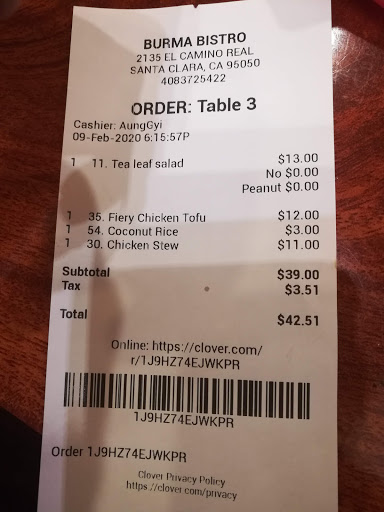 BURMA BISTRO
2135 EL CAMINO REAL
SANTA CLARA, CA 95050
4083725422
ORDER: Table 3
Cashier: AungGyi
09-Feb-2020 6:15:57P
1 11. Tea leaf salad $13.00
No $0.00
Peanut $0.00
1 35. Fiery Chicken Tofu $12.00
1 54. Coconut Rice $3.00
1 30. Chicken Stew $11.00
Subtotal $39.00
Tax $3.51
Total $42.51
Online: https://clover.com/
r/1J9HZ74EJWKPR
1J9HZ74EJWKPR
Order 1J9HZ74EJWKPR
Clover Privacy Policy
https://clover.com/privacy